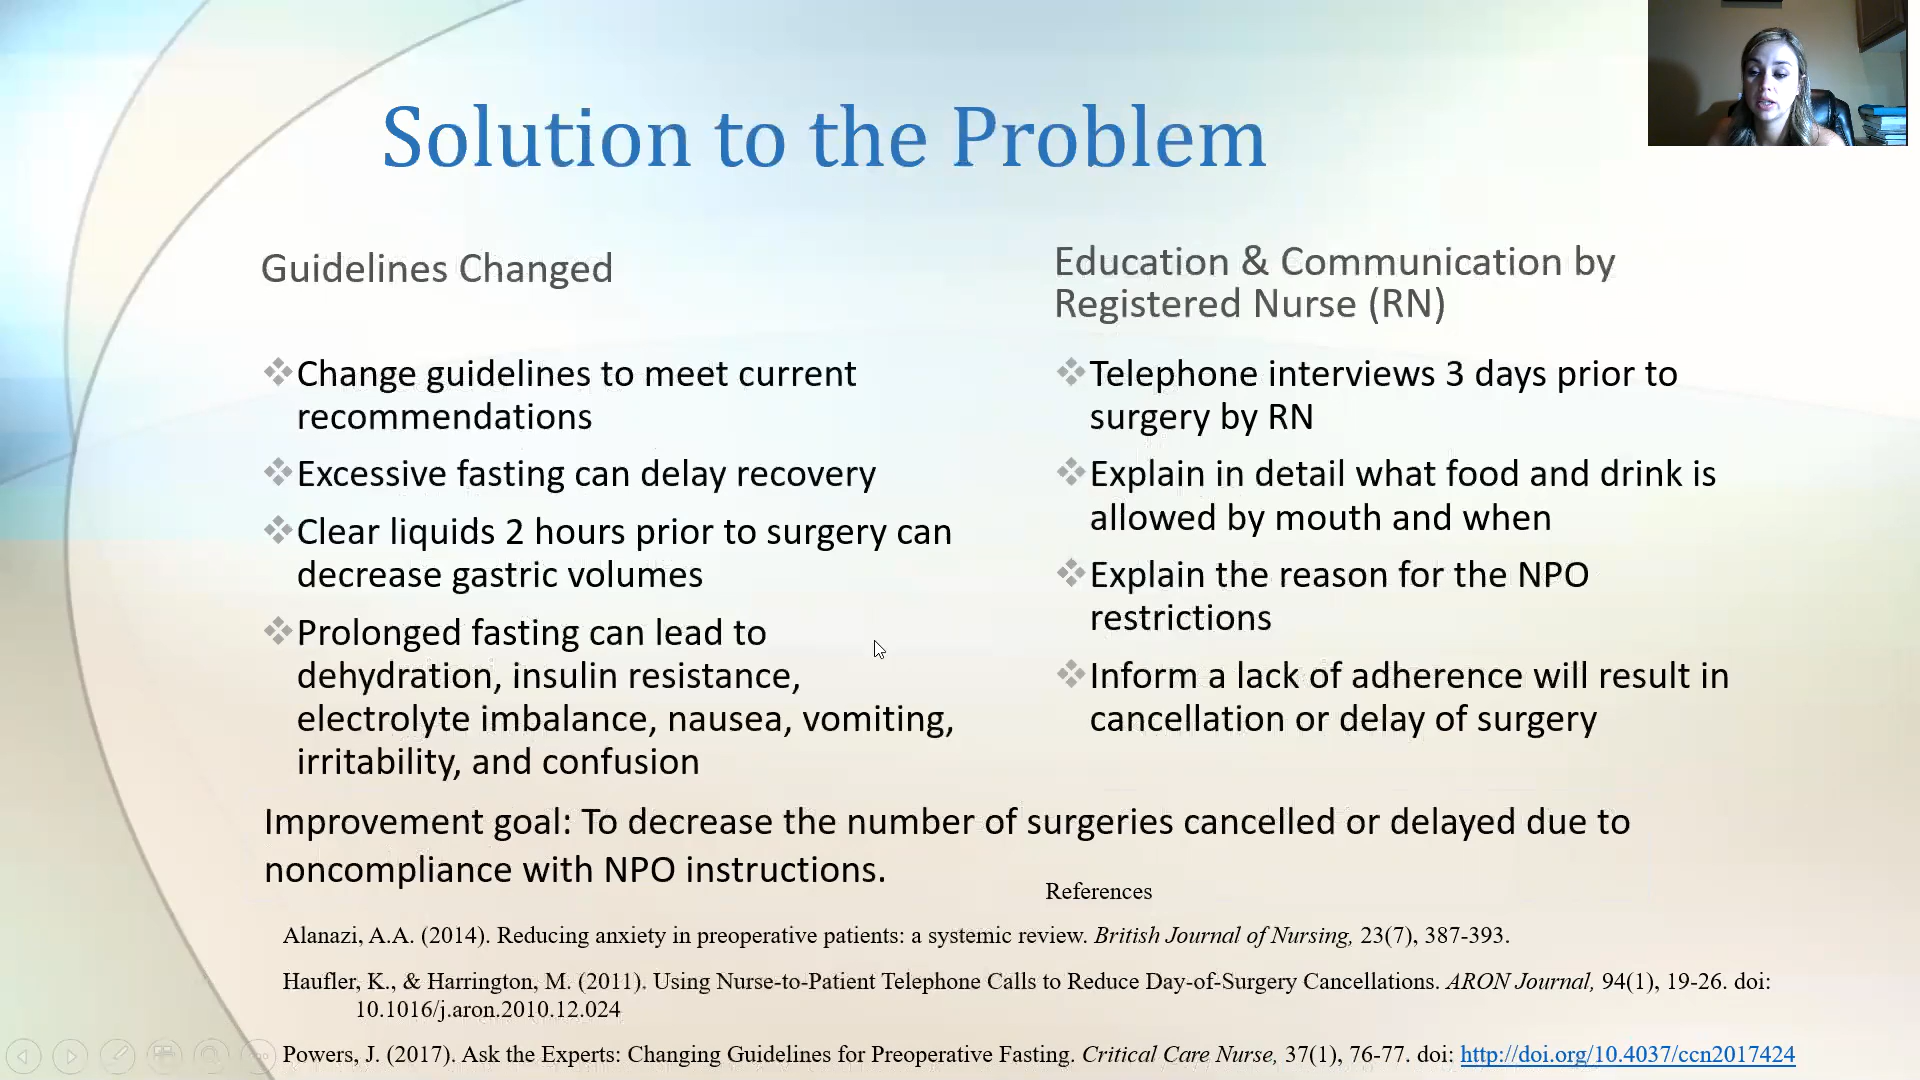 Solution to the Problem
Guidelines Changed
Change guidelines to meet current
recommendations
Excessive fasting can delay recovery
Clear liquids 2 hours prior to surgery can
decrease gastric volumes
Prolonged fasting can lead to
dehydration, insulin resistance,
electrolyte imbalance, nausea, vomiting,
irritability, and confusion
Education & Communication by
Registered Nurse (RN)
Telephone interviews 3 days prior to
surgery by RN
Explain in detail what food and drink is
allowed by mouth and when
Explain the reason for the NPO
restrictions
Inform a lack of adherence will result in
cancellation or delay of surgery
Improvement goal: To decrease the number of surgeries cancelled or delayed due to
noncompliance with NPO instructions.
References
Alanazi, A.A. (2014). Reducing anxiety in preoperative patients: a systemic review. British Journal of Nursing, 23(7), 387-393.
Haufler, K., & Harrington, M. (2011). Using Nurse-to-Patient Telephone Calls to Reduce Day-of-Surgery Cancellations. ARON Journal, 94(1), 19-26. doi:
10.1016/j.aron.2010.12.024
Powers, J. (2017). Ask the Experts: Changing Guidelines for Preoperative Fasting. Critical Care Nurse, 37(1), 76-77. doi: http://doi.org/10.4037/ccn2017424